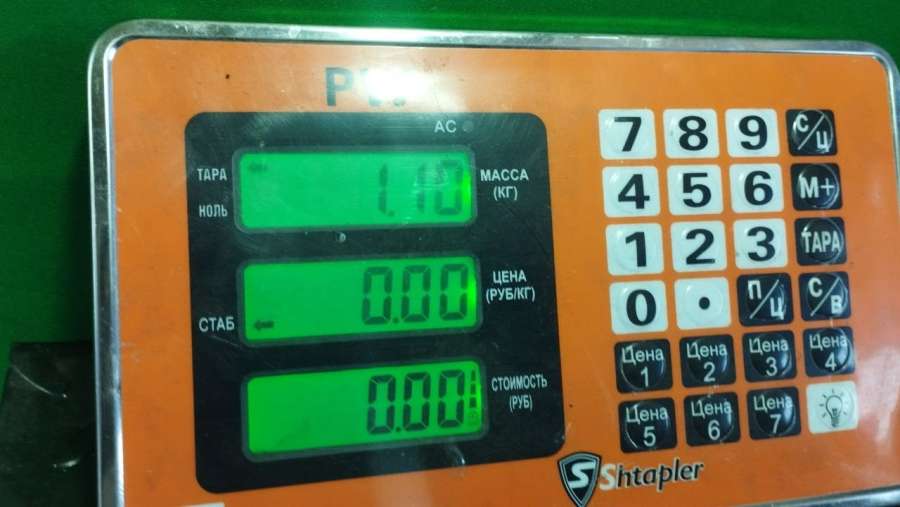 AC
ТАРА
НОЛЬ
1.10
МАССА
(КГ)
0.00
ЦЕНА
(РУБ/КГ)
СТАБ
0.00
СТОИМОСТЬ
(РУБ)
7 8 9 С/Ц
4 5 6 М+
1 2 3 ТАРА
0 . П/Ц С/В
Цена 1 Цена 2 Цена 3 Цена 4
Цена 5 Цена 6 Цена 7
Shtapler